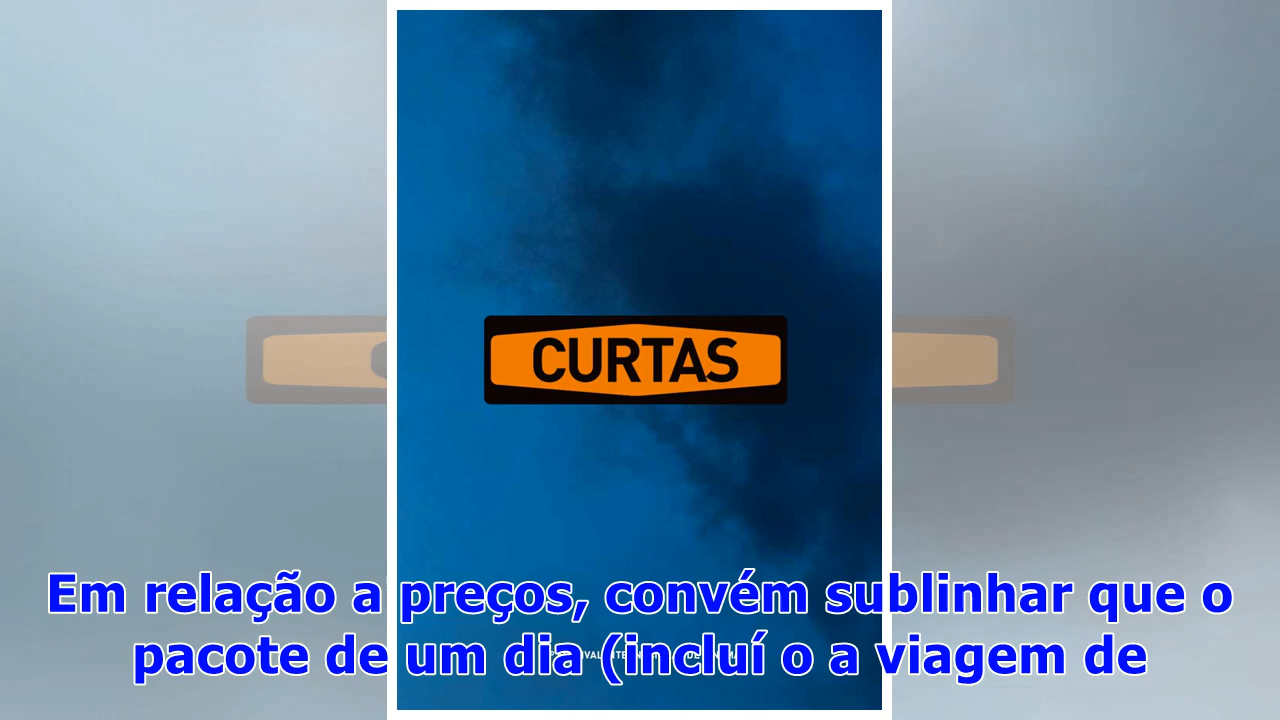 CURTAS
Em relação a preços, convém sublinhar que o
pacote de um dia (incluí o a viagem de